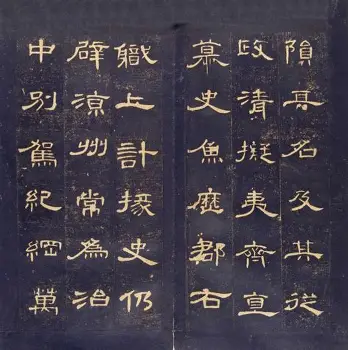 隕其名及其從
政清擬夷齊直
慕史魚歷郡右
職上計掾史仍
辟涼州常為治
中別駕紀綱萬